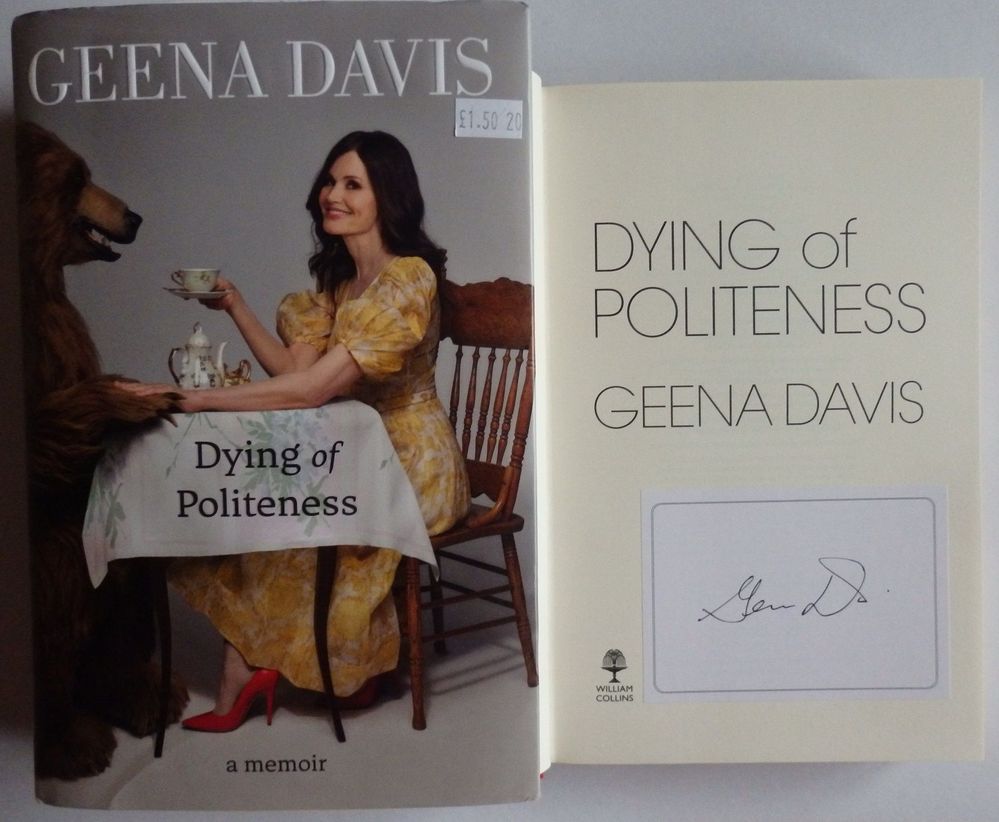 GEENA DAVIS
£1.50 20
Dying of
Politeness
a memoir
DYING of
POLITENESS
GEENA DAVIS
WILLIAM
COLLINS